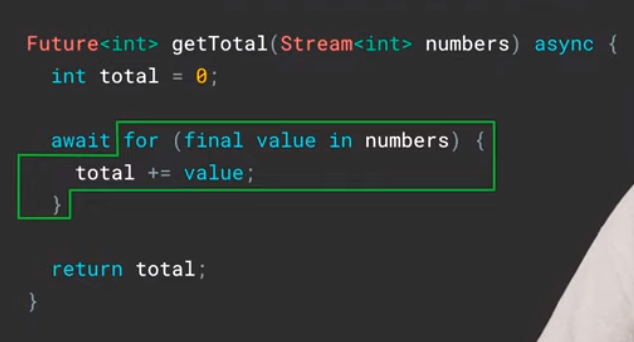 Future<int> getTotal(Stream<int> numbers) async {
  int total = 0;

  await for (final value in numbers) {
    total += value;
  }

  return total;
}